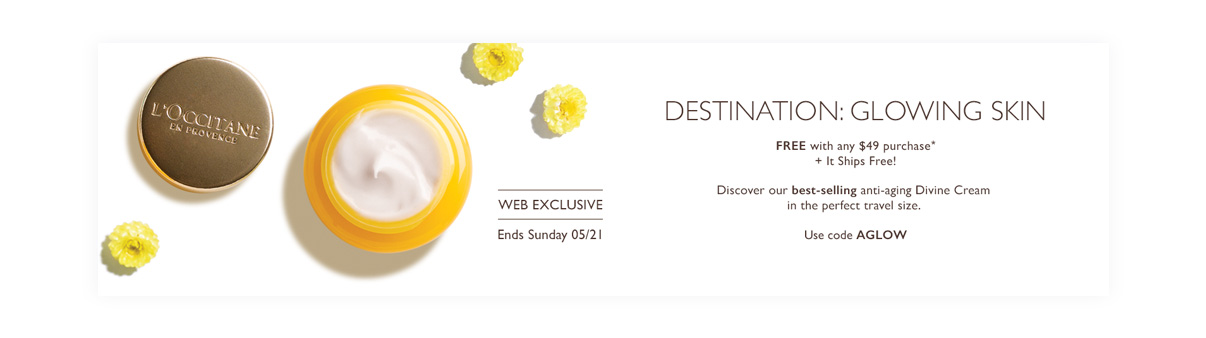 L'OCCITANE
EN PROVENCE
WEB EXCLUSIVE
Ends Sunday 05/21
DESTINATION: GLOWING SKIN
FREE with any $49 purchase*
+ It Ships Free!
Discover our best-selling anti-aging Divine Cream
in the perfect travel size.
Use code AGLOW